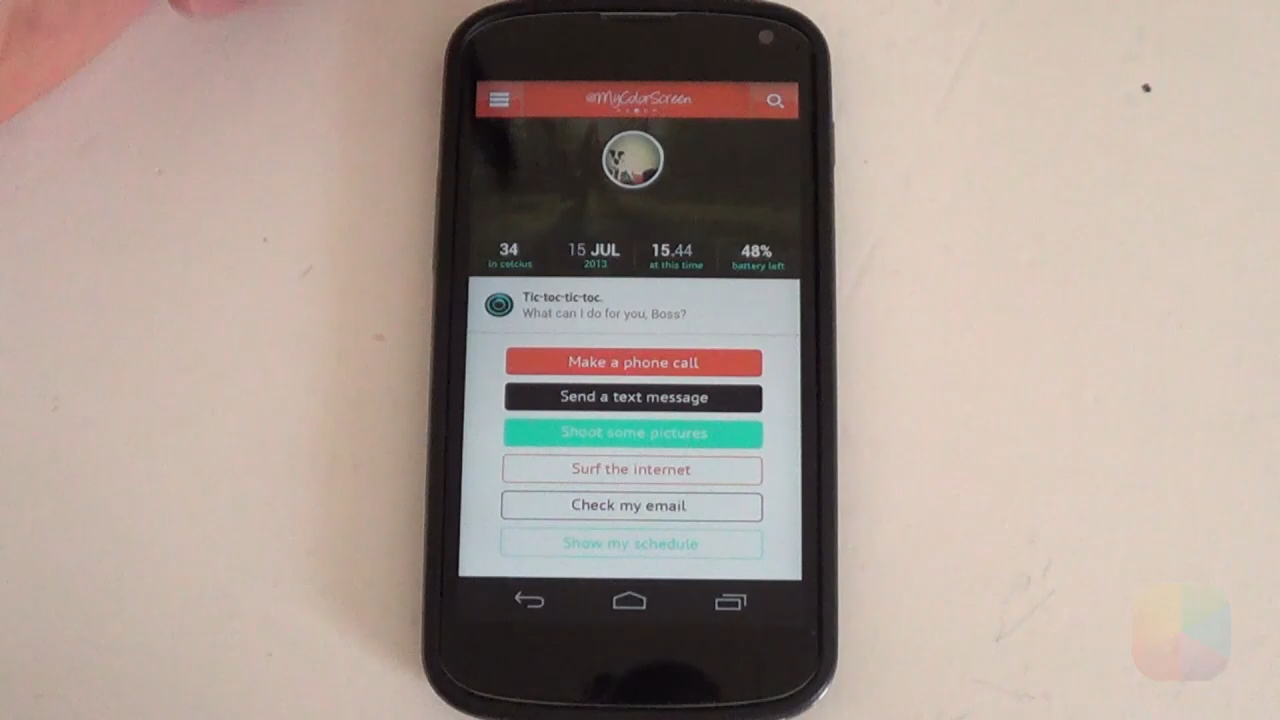 @MyColorScreen
34
in celcius
15 JUL
2013
15.44
at this time
48%
battery left
Tic-toc-tic-toc.
What can I do for you, Boss?
Make a phone call
Send a text message
Shoot some pictures
Surf the internet
Check my email
Show my schedule